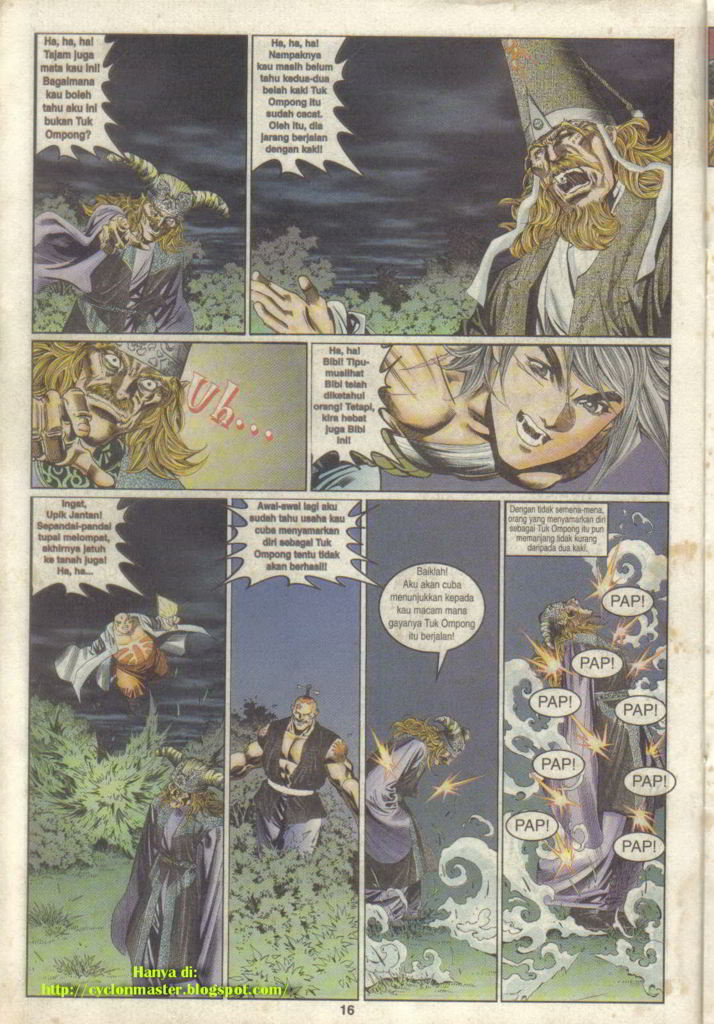 Ha, ha, ha!
Tajam juga
mata kau ini!
Bagaimana
kau boleh
tahu aku ini
bukan Tuk
Ompong?
Ha, ha, ha!
Nampaknya
kau masih belum
tahu kedua-dua
belah kaki Tuk
Ompong itu
sudah cacat.
Oleh itu, dia
jarang berjalan
dengan kaki!
Uh...
Ha, ha!
Bibi! Tipu-
muslihat
Bibi telah
diketahui
orang! Tetapi,
kira hebat
juga Bibi
ini!
Ingat,
Upik Jantan!
Sepandai-pandai
tupai melompat,
akhirnya jatuh
ke tanah juga!
Ha, ha...
Awal-awal lagi aku
sudah tahu usaha kau
cuba menyamarkan
diri sebagai Tuk
Ompong tentu tidak
akan berhasil!
Baiklah!
Aku akan cuba
menunjukkan kepada
kau macam mana
gayanya Tuk Ompong
itu berjalan!
Dengan tidak semena-mena,
orang yang menyamarkan diri
sebagai Tuk Ompong itu pun
memanjang tidak kelihatan
daripada dua kaki.
PAP!
PAP!
PAP!
PAP!
PAP!
PAP!
PAP!
PAP!
Hanya di:
http://cyclonmaster.blogspot.com/
16